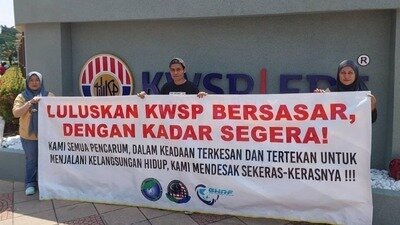 KWSP EPF
®
LULUSKAN KWSP BERSASAR,
DENGAN KADAR SEGERA!
KAMI SEMUA PENCARUM, DALAM KEADAAN TERKESAN DAN TERTEKAN UNTUK
MENJALANI KELANGSUNGAN HIDUP, KAMI MENDESAK SEKERAS-KERASNYA !!!